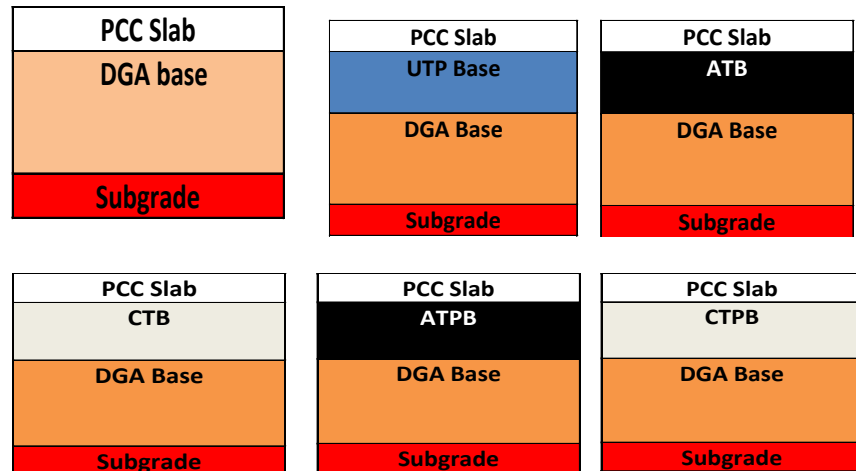 PCC Slab
DGA base
Subgrade
PCC Slab
UTP Base
DGA Base
Subgrade
PCC Slab
ATB
DGA Base
Subgrade
PCC Slab
CTB
DGA Base
Subgrade
PCC Slab
ATPB
DGA Base
Subgrade
PCC Slab
CTPB
DGA Base
Subgrade